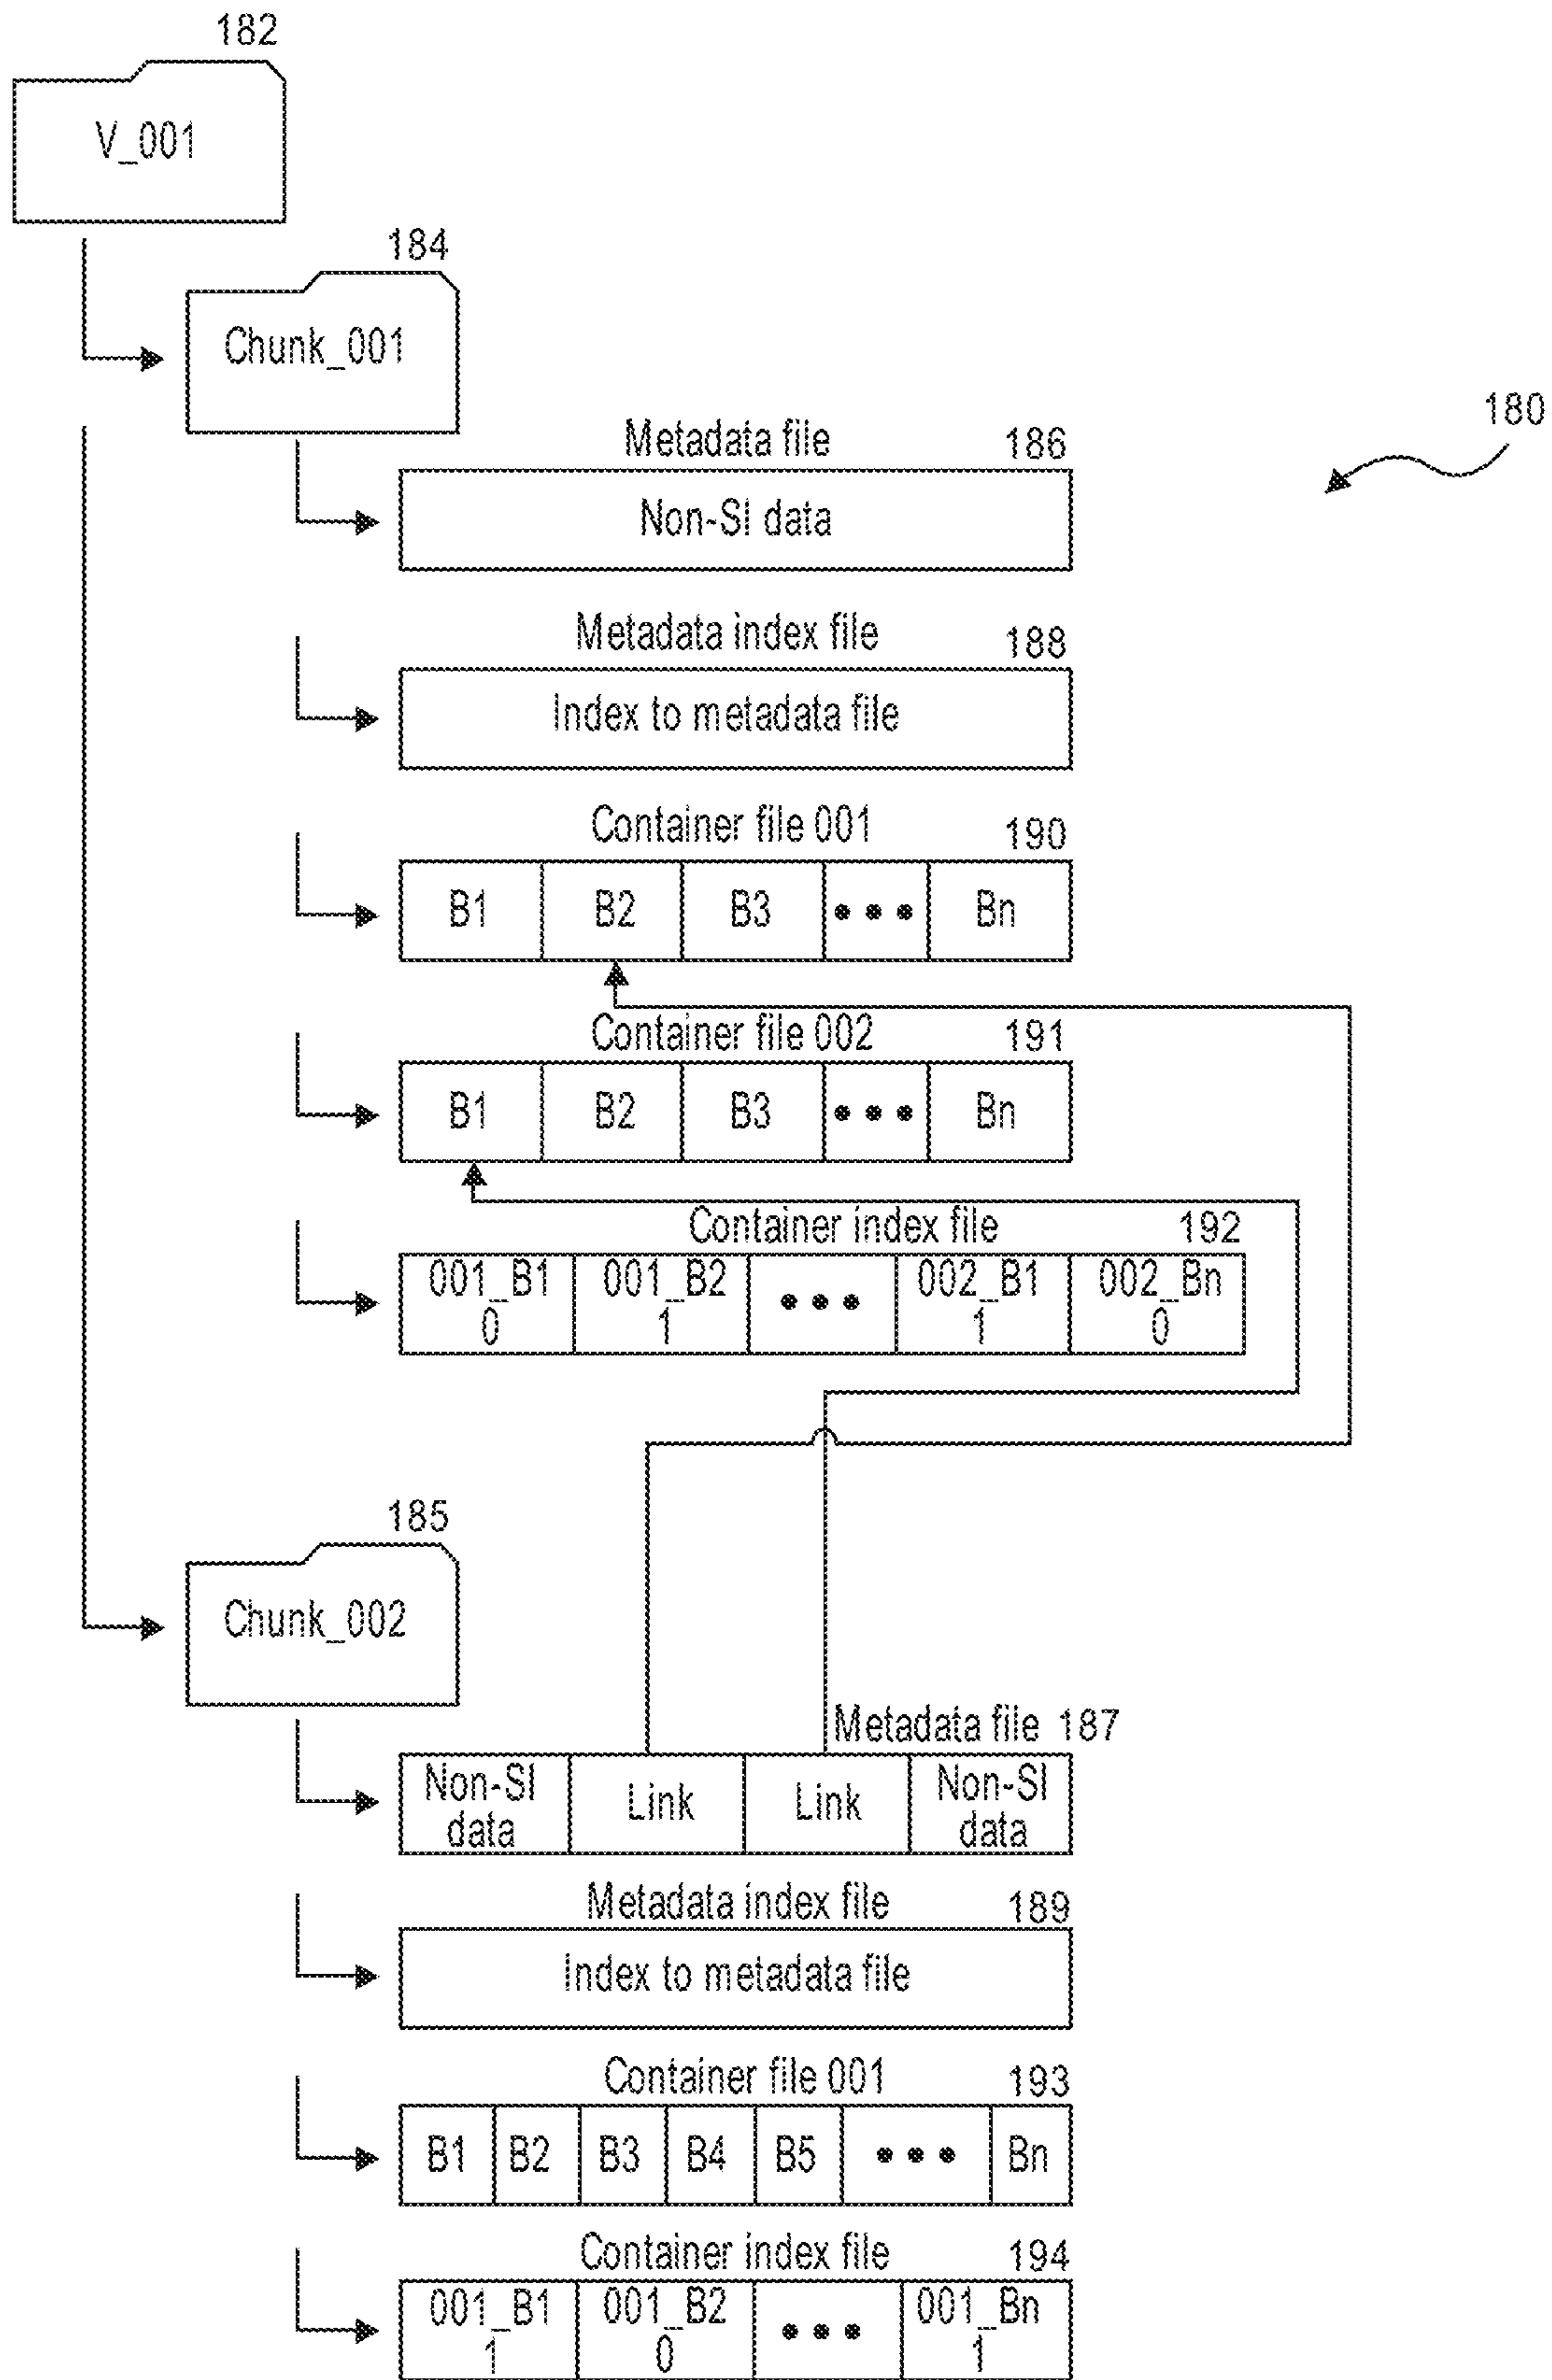 182
V_001
184
Chunk_001
180
Metadata file 186
Non-SI data
Metadata index file 188
Index to metadata file
Container file 001 190
B1 B2 B3 ••• Bn
Container file 002 191
B1 B2 B3 ••• Bn
Container index file 192
001_B1 001_B2 ••• 002_B1 002_Bn
0 1 1 0
185
Chunk_002
Metadata file 187
Non-SI Link Link Non-SI
data data
Metadata index file 189
Index to metadata file
Container file 001 193
B1 B2 B3 B4 B5 ••• Bn
Container index file 194
001_B1 001_B2 ••• 001_Bn
1 0 1